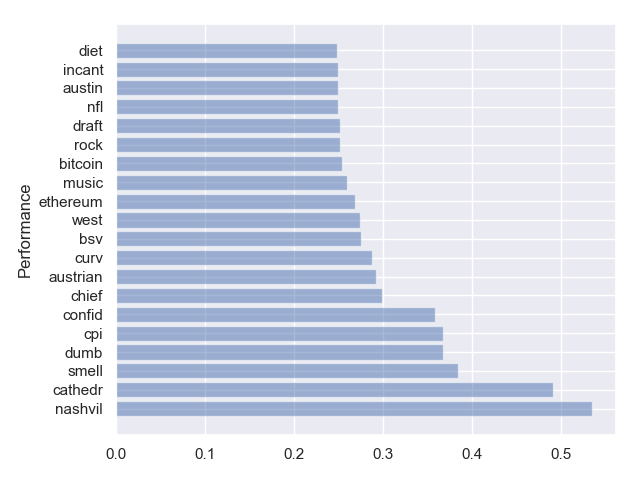 diet
incant
austin
nfl
draft
rock
bitcoin
music
ethereum
west
bsv
curv
austrian
chief
confid
cpi
dumb
smell
cathedr
nashvil
Performance
0.0 0.1 0.2 0.3 0.4 0.5